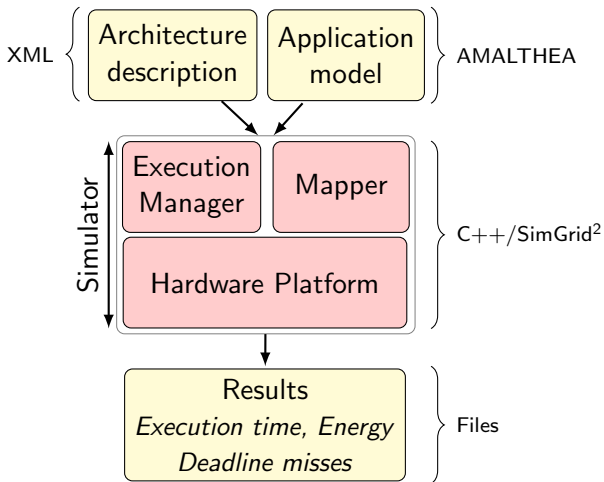 XML
Architecture
description
Application
model
AMALTHEA
Simulator
Execution
Manager
Mapper
Hardware Platform
C++/SimGrid²
Results
Execution time, Energy
Deadline misses
Files